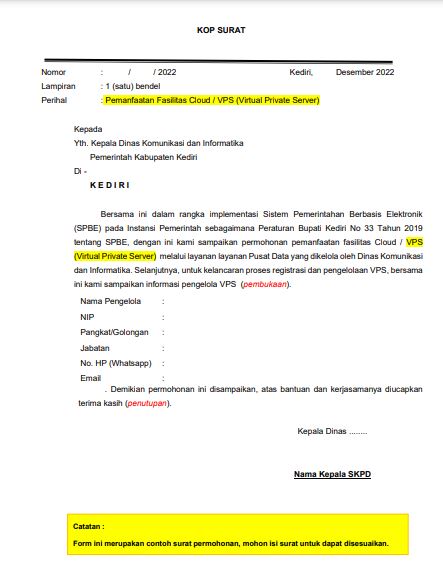 KOP SURAT
Nomor : / / 2022 Kediri, Desember 2022
Lampiran : 1 (satu) bendel
Perihal : Pemanfaatan Fasilitas Cloud / VPS (Virtual Private Server)
Kepada
Yth. Kepala Dinas Komunikasi dan Informatika
Pemerintah Kabupaten Kediri
Di -
K E D I R I
Bersama ini dalam rangka implementasi Sistem Pemerintahan Berbasis Elektronik
(SPBE) pada Instansi Pemerintah sebagaimana Peraturan Bupati Kediri No 33 Tahun 2019
tentang SPBE, dengan ini kami sampaikan permohonan pemanfaatan fasilitas Cloud / VPS
(Virtual Private Server) melalui layanan layanan Pusat Data yang dikelola oleh Dinas Komunikasi
dan Informatika. Selanjutnya, untuk kelancaran proses registrasi dan pengelolaan VPS, bersama
ini kami sampaikan informasi pengelola VPS (pembukaan).
Nama Pengelola :
NIP :
Pangkat/Golongan :
Jabatan :
No. HP (Whatsapp) :
Email :
. Demikian permohonan ini disampaikan, atas bantuan dan kerjasamanya diucapkan
terima kasih (penutupan).
Kepala Dinas ........
Nama Kepala SKPD
Catatan :
Form ini merupakan contoh surat permohonan, mohon isi surat untuk dapat disesuaikan.